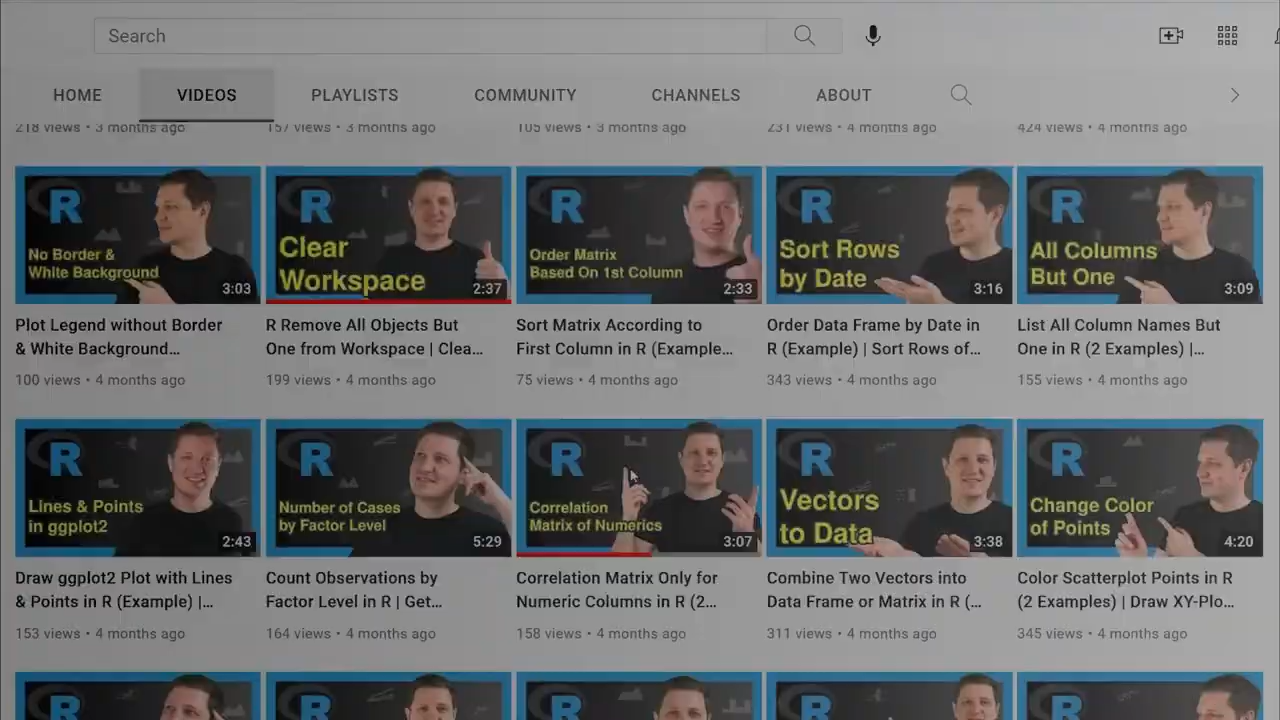 Search
HOME VIDEOS PLAYLISTS COMMUNITY CHANNELS ABOUT
218 views • 3 months ago 157 views • 3 months ago 105 views • 3 months ago 231 views • 4 months ago 424 views • 4 months ago
R R R R R
No Border &
White Background
3:03
Clear
Workspace
2:37
Order Matrix
Based On 1st Column
2:33
Sort Rows
by Date
3:16
All Columns
But One
3:09
Plot Legend without Border
& White Background…
100 views • 4 months ago
R Remove All Objects But
One from Workspace | Clea…
199 views • 4 months ago
Sort Matrix According to
First Column in R (Example…
75 views • 4 months ago
Order Data Frame by Date in
R (Example) | Sort Rows of…
343 views • 4 months ago
List All Column Names But
One in R (2 Examples) |…
155 views • 4 months ago
R R R R R
Lines & Points
in ggplot2
2:43
Number of Cases
by Factor Level
5:29
Correlation
Matrix of Numerics
3:07
Vectors
to Data
3:38
Change Color
of Points
4:20
Draw ggplot2 Plot with Lines
& Points in R (Example) |…
153 views • 4 months ago
Count Observations by
Factor Level in R | Get…
164 views • 4 months ago
Correlation Matrix Only for
Numeric Columns in R (2…
158 views • 4 months ago
Combine Two Vectors into
Data Frame or Matrix in R (…
311 views • 4 months ago
Color Scatterplot Points in R
(2 Examples) | Draw XY-Plo…
345 views • 4 months ago
R R R R R